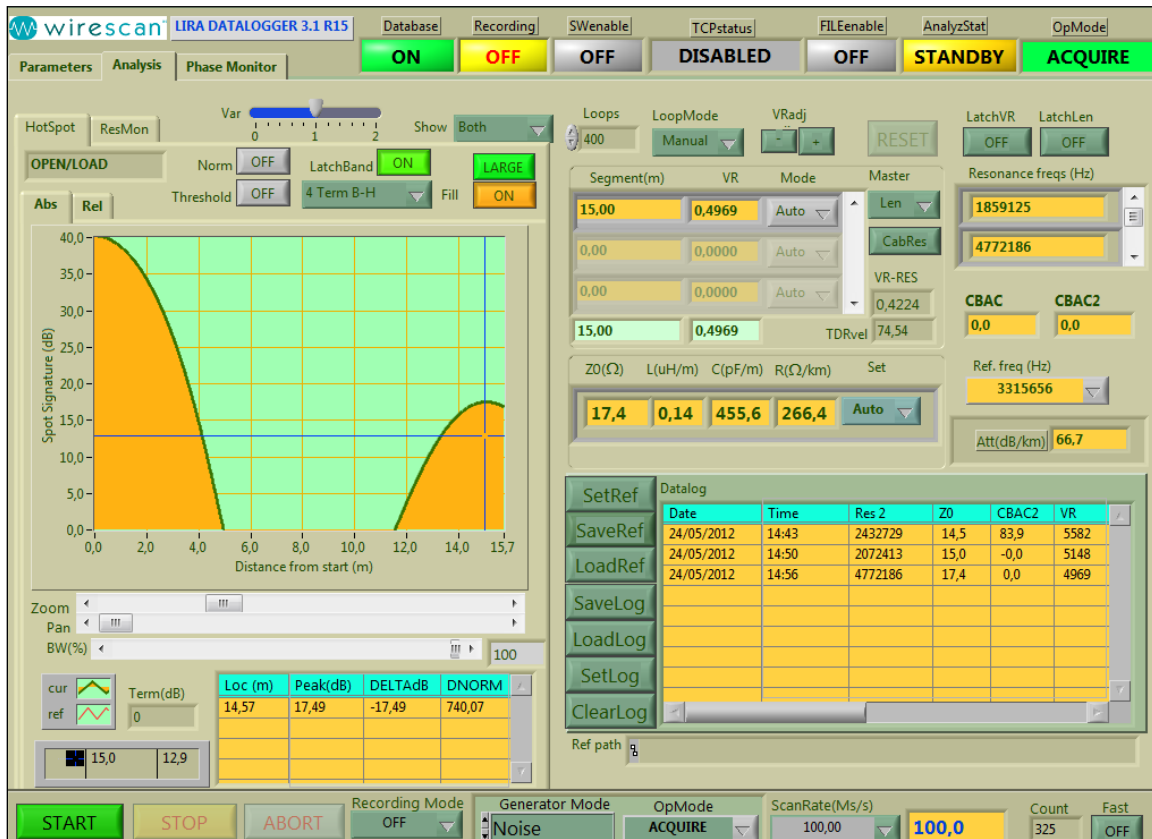 wirescan LIRA DATALOGGER 3.1 R15 Database Recording SWenable TCPstatus FILEenable AnalyzStat OpMode
ON OFF OFF DISABLED OFF STANDBY ACQUIRE
Parameters Analysis Phase Monitor
HotSpot ResMon
Var
0 1 2
Show Both
OPEN/LOAD
Norm OFF LatchBand ON LARGE
Threshold OFF 4 Term B-H Fill ON
Abs Rel
Spot Signature (dB)
40,0
35,0
30,0
25,0
20,0
15,0
10,0
5,0
0,0
0,0 2,0 4,0 6,0 8,0 10,0 12,0 14,0 15,7
Distance from start (m)
Zoom
Pan
BW(%) 100
cur
ref
Term(dB)
0
Loc (m) Peak(dB) DELTAdB DNORM
14,57 17,49 -17,49 740,07
15,0 12,9
Loops LoopMode VRadj
400 Manual - + RESET
LatchVR LatchLen
OFF OFF
Segment(m) VR Mode Master
15,00 0,4969 Auto Len
0,00 0,0000 Auto CabRes
0,00 0,0000 Auto
VR-RES
0,4224
15,00 0,4969 TDRvel 74,54
Resonance freqs (Hz)
1859125
4772186
CBAC CBAC2
0,0 0,0
Z0(Ω) L(uH/m) C(pF/m) R(Ω/km) Set
17,4 0,14 455,6 266,4 Auto
Ref. freq (Hz)
3315656
Att(dB/km) 66,7
SetRef
SaveRef
LoadRef
SaveLog
LoadLog
SetLog
ClearLog
Datalog
Date Time Res 2 Z0 CBAC2 VR
24/05/2012 14:43 2432729 14,5 83,9 5582
24/05/2012 14:50 2072413 15,0 -0,0 5148
24/05/2012 14:56 4772186 17,4 0,0 4969
Ref path
START STOP ABORT
Recording Mode
OFF
Generator Mode
Noise
OpMode
ACQUIRE
ScanRate(Ms/s)
100,00
100,0
Count
325
Fast
OFF